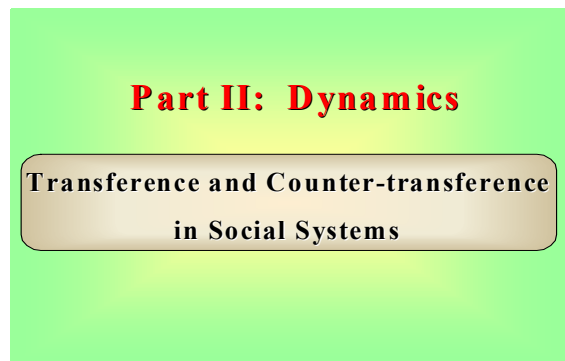 Part II: Dynamics
Transference and Counter-transference
in Social Systems